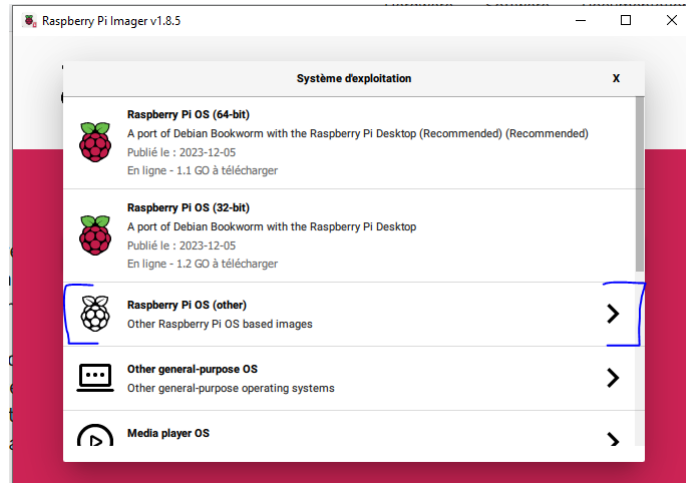 Raspberry Pi Imager v1.8.5
Système d'exploitation
X
Raspberry Pi OS (64-bit)
A port of Debian Bookworm with the Raspberry Pi Desktop (Recommended) (Recommended)
Publié le : 2023-12-05
En ligne - 1.1 GO à télécharger
Raspberry Pi OS (32-bit)
A port of Debian Bookworm with the Raspberry Pi Desktop
Publié le : 2023-12-05
En ligne - 1.2 GO à télécharger
Raspberry Pi OS (other)
Other Raspberry Pi OS based images
Other general-purpose OS
Other general-purpose operating systems
Media player OS